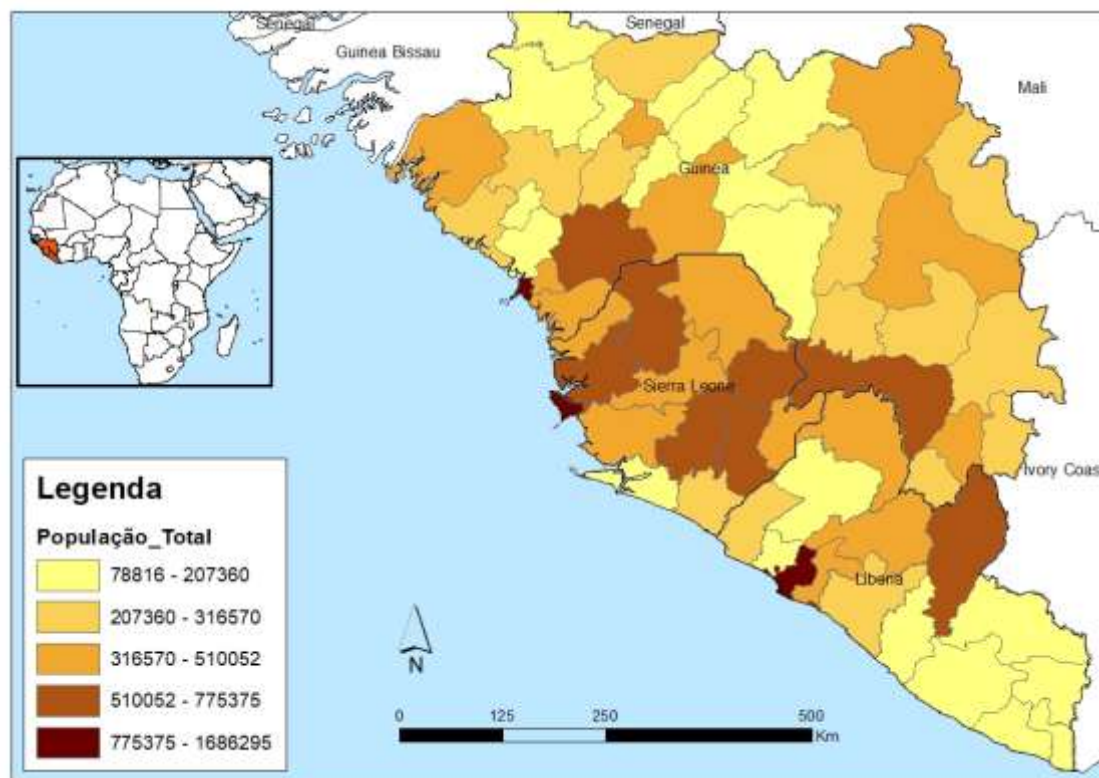 Senegal
Senegal
Guinea Bissau
Mali
Guinea
Sierra Leone
Ivory Coas
Liberia
Legenda
População_Total
78816 - 207360
207360 - 316570
316570 - 510052
510052 - 775375
775375 - 1686295
N
0 125 250 500
Km